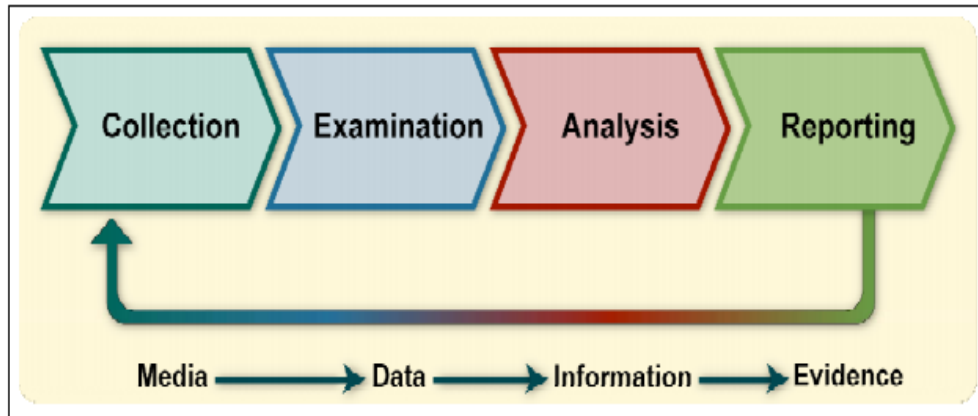 Collection Examination Analysis Reporting
Media Data Information Evidence